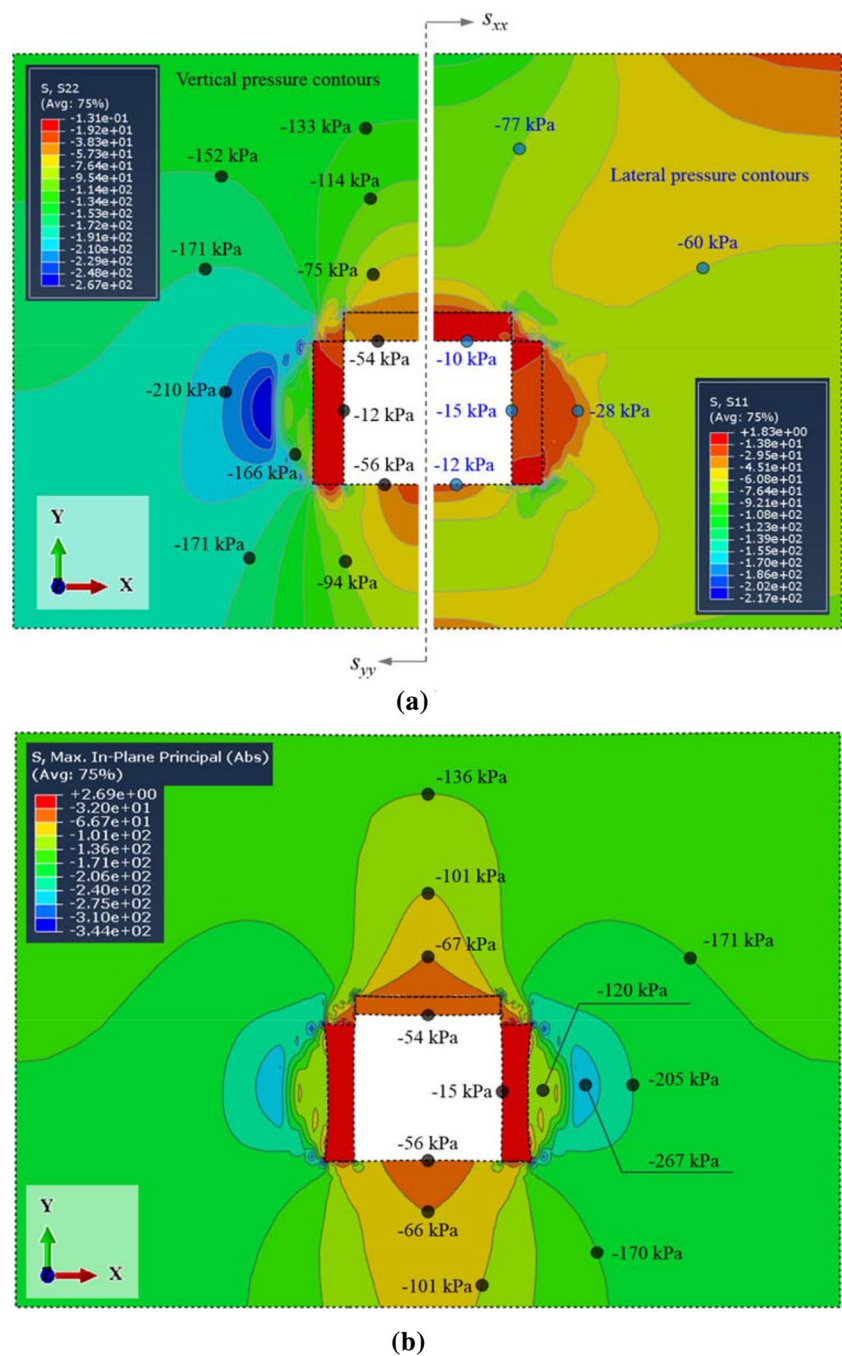 sxx
Vertical pressure contours
S, S22
(Avg: 75%)
-1.31e-01
-1.92e+01
-3.83e+01
-5.73e+01
-7.64e+01
-9.54e+01
-1.14e+02
-1.34e+02
-1.53e+02
-1.72e+02
-1.91e+02
-2.10e+02
-2.29e+02
-2.48e+02
-2.67e+02
-133 kPa
-152 kPa
-114 kPa
-171 kPa
-75 kPa
-54 kPa
-210 kPa
-12 kPa
-166 kPa
-56 kPa
-171 kPa
-94 kPa
Y
X
-77 kPa
Lateral pressure contours
-60 kPa
-10 kPa
-15 kPa
-28 kPa
-12 kPa
S, S11
(Avg: 75%)
+1.83e+00
-1.38e+01
-2.95e+01
-4.51e+01
-6.08e+01
-7.64e+01
-9.21e+01
-1.08e+02
-1.23e+02
-1.39e+02
-1.55e+02
-1.70e+02
-1.86e+02
-2.02e+02
-2.17e+02
syy
(a)
S, Max. In-Plane Principal (Abs)
(Avg: 75%)
+2.69e+00
-3.20e+01
-6.67e+01
-1.01e+02
-1.36e+02
-1.71e+02
-2.06e+02
-2.40e+02
-2.75e+02
-3.10e+02
-3.44e+02
-136 kPa
-101 kPa
-67 kPa
-171 kPa
-120 kPa
-54 kPa
-15 kPa
-205 kPa
-56 kPa
-267 kPa
-66 kPa
-170 kPa
-101 kPa
Y
X
(b)